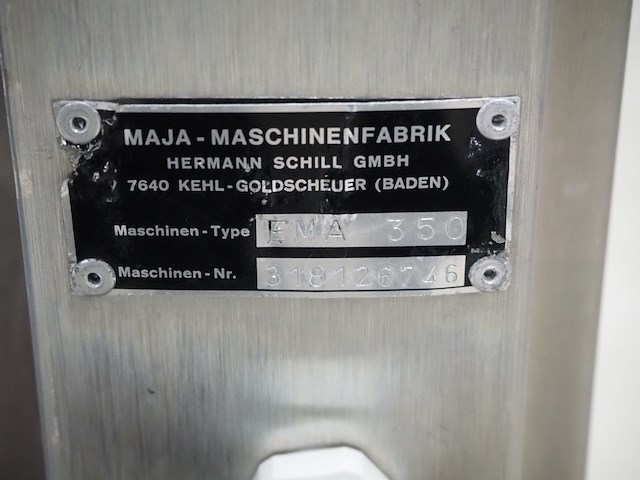 MAJA - MASCHINENFABRIK
HERMANN SCHILL GMBH
7640 KEHL-GOLDSCHEUER (BADEN)
Maschinen - Type EMA 350
Maschinen - Nr. 318126746